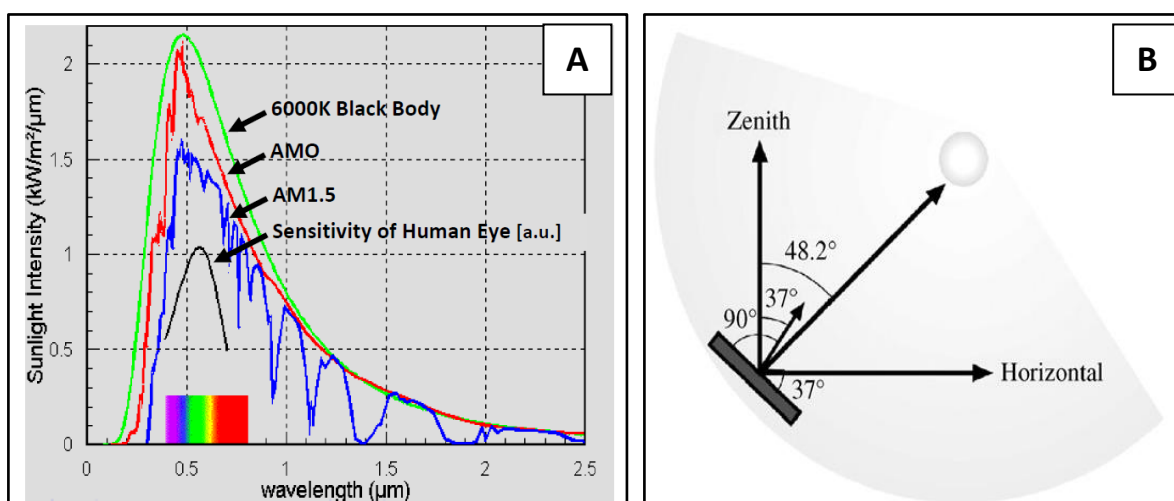 A
6000K Black Body
AMO
AM1.5
Sensitivity of Human Eye [a.u.]
Sunlight Intensity (kW/m²/µm)
2
1.5
1
0.5
0
0
0.5
1
1.5
2
2.5
wavelength (µm)
B
Zenith
48.2°
37°
90°
Horizontal
37°